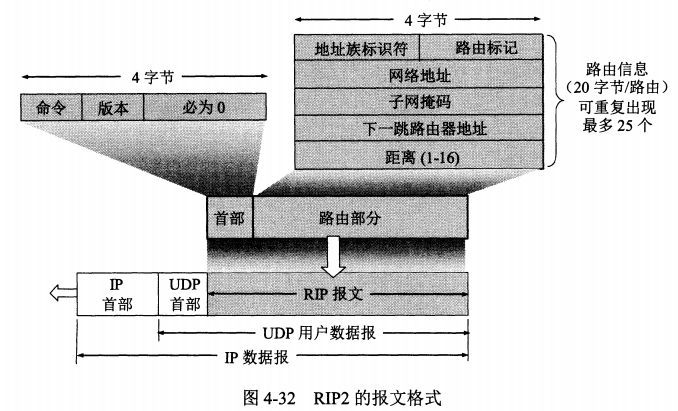 4 字节
地址族标识符
路由标记
网络地址
子网掩码
下一跳路由器地址
距离 (1-16)
路由信息
(20 字节/路由)
可重复出现
最多 25 个
4 字节
命令
版本
必为 0
首部
路由部分
IP
首部
UDP
首部
RIP 报文
UDP 用户数据报
IP 数据报
图 4-32 RIP2 的报文格式